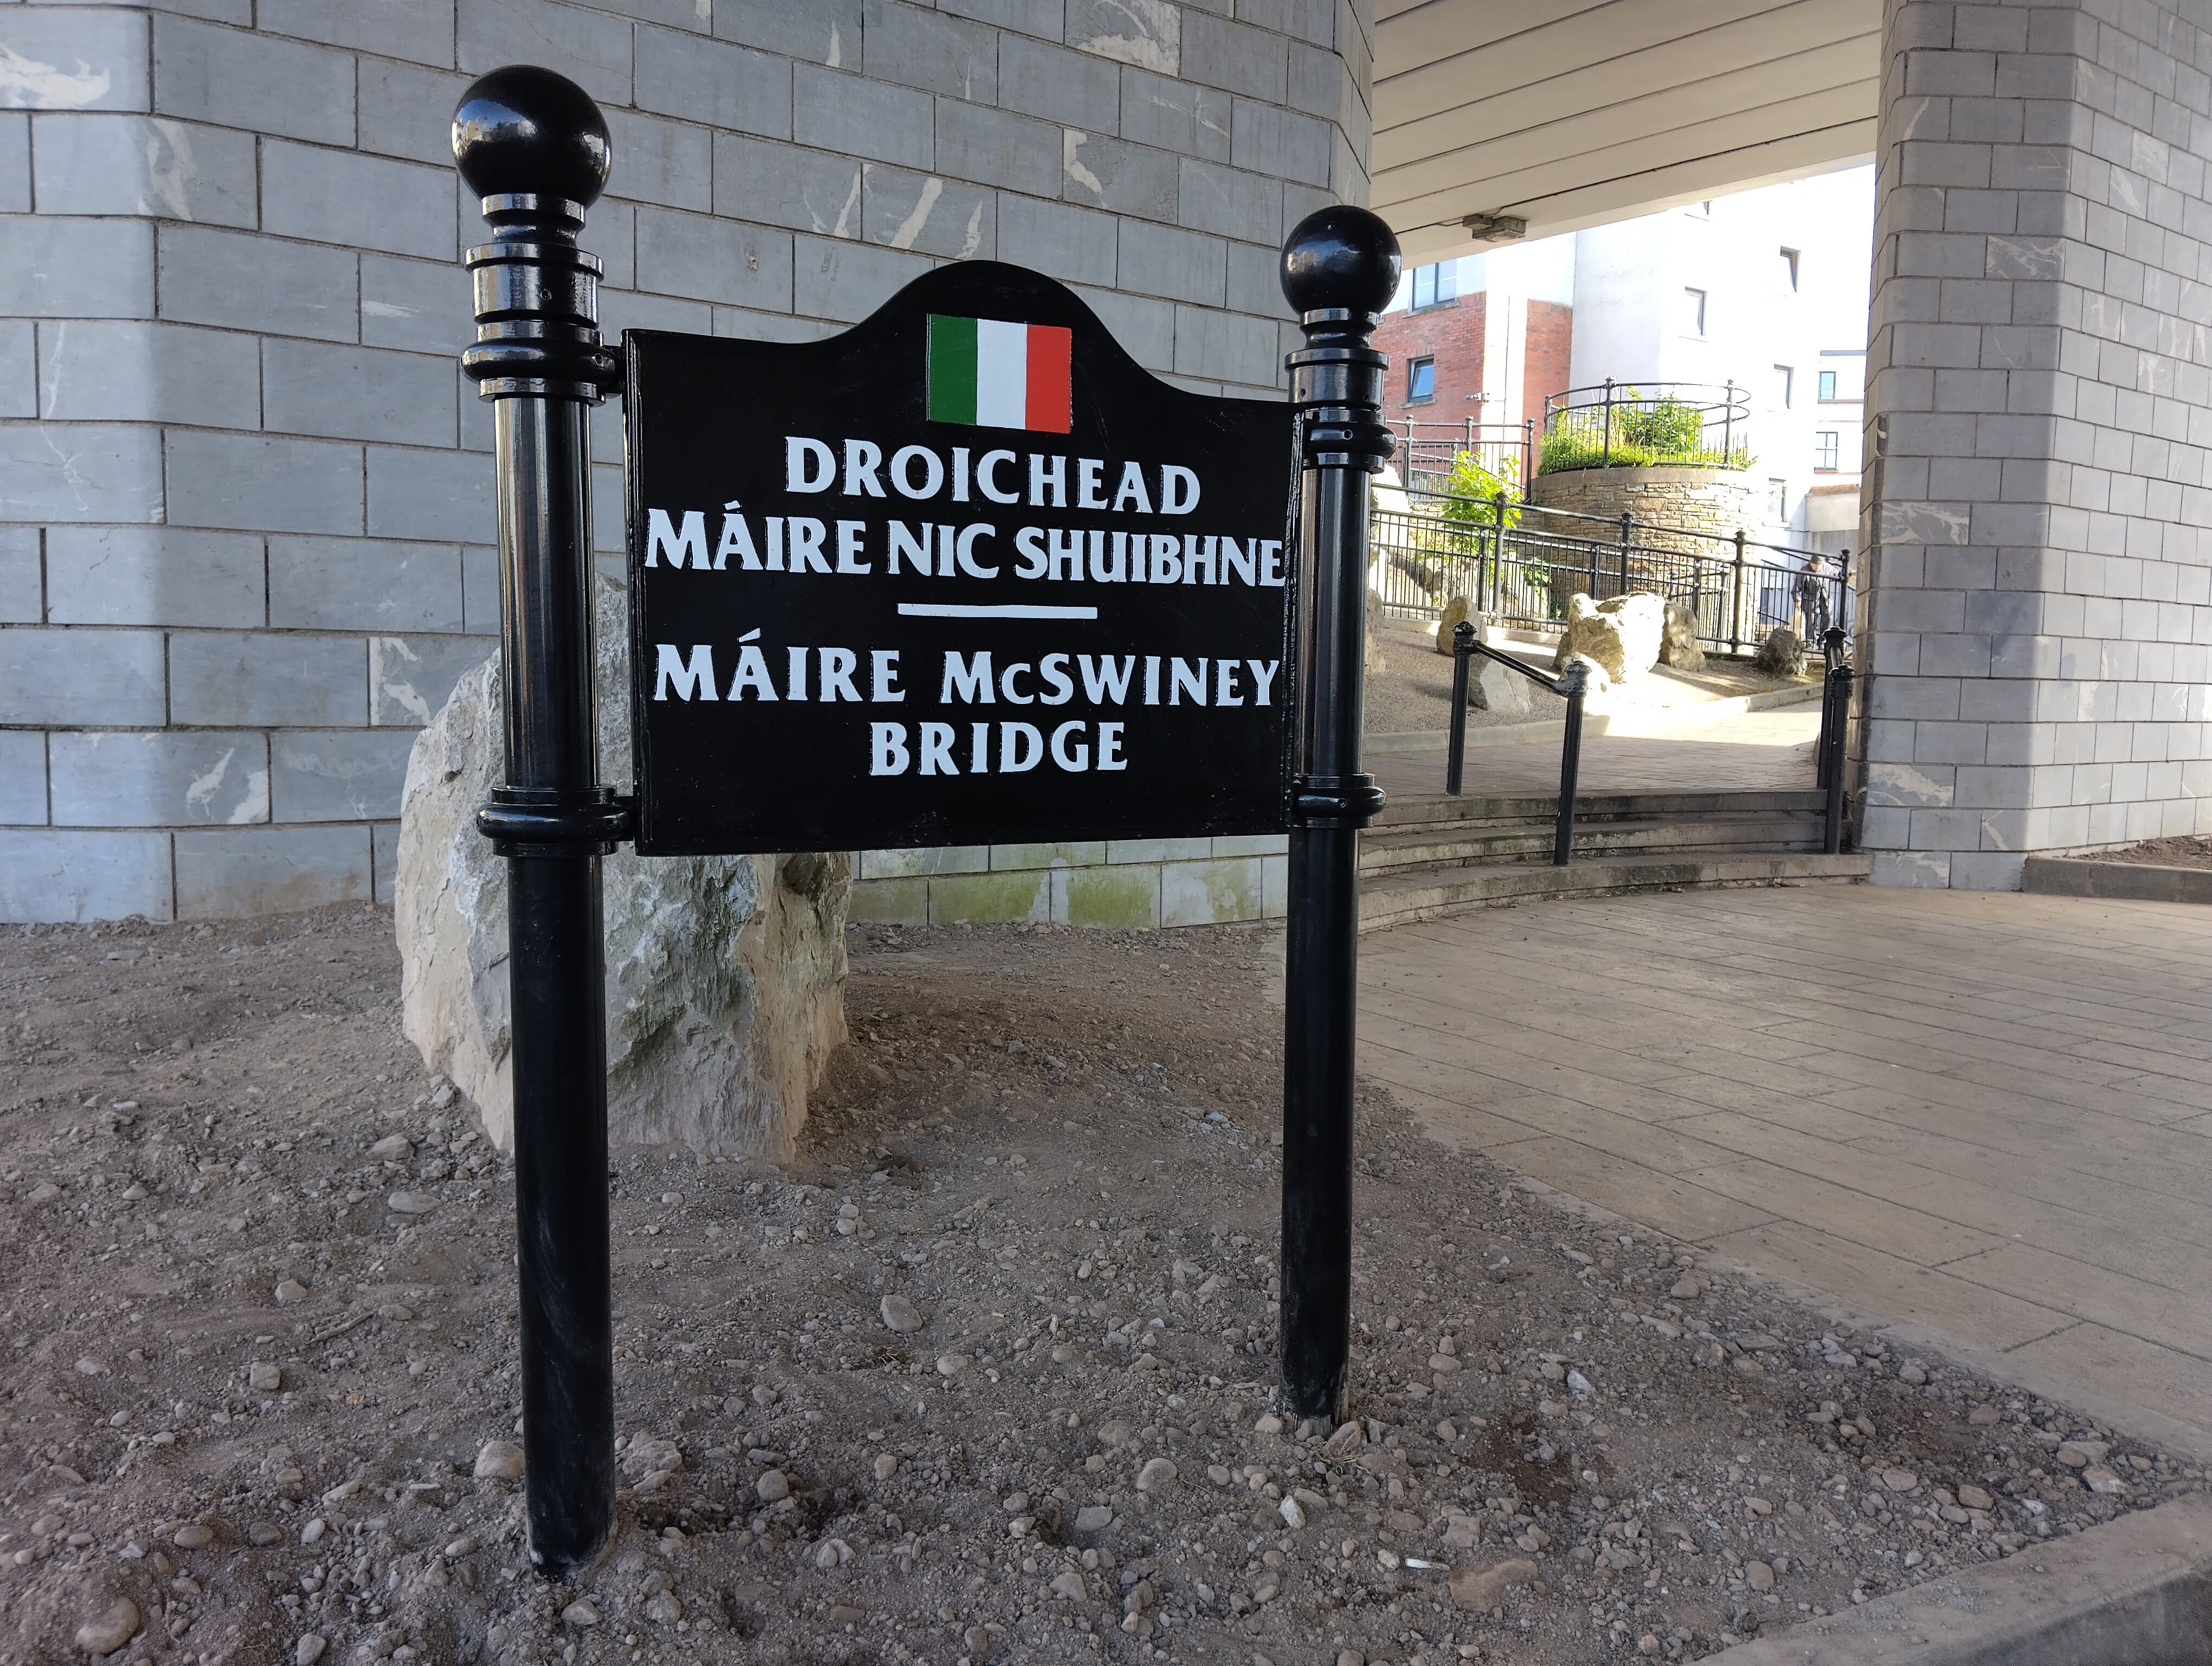 DROICHEAD
MÁIRE NIC SHUIBHNE
MÁIRE McSWINEY
BRIDGE